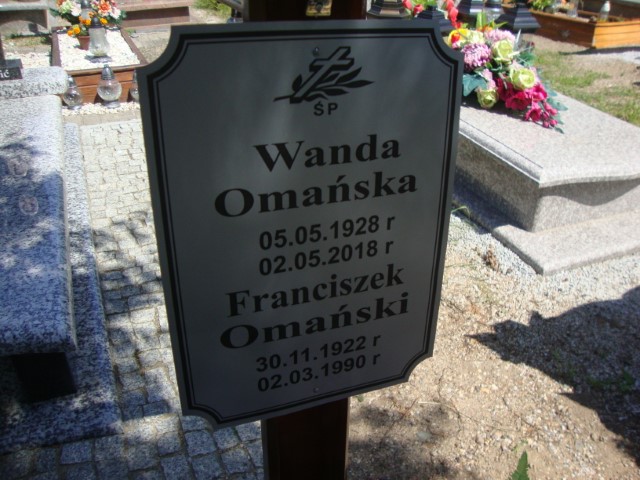 ŚP
Wanda
Omańska
05.05.1928 r
02.05.2018 r
Franciszek
Omański
30.11.1922 r
02.03.1990 r